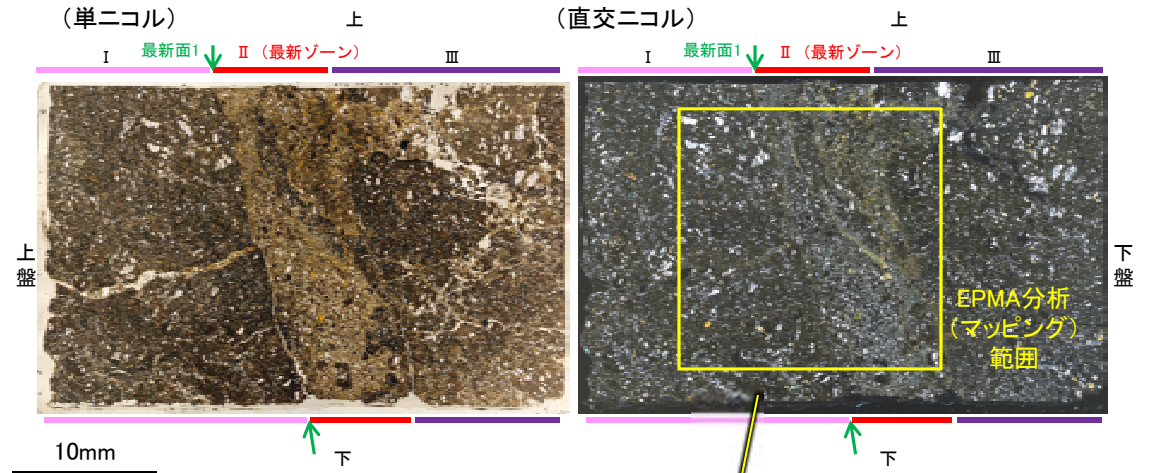 （単ニコル）
上
（直交ニコル）
上
Ⅰ
最新面1
Ⅱ（最新ゾーン）
Ⅲ
Ⅰ
最新面1
Ⅱ（最新ゾーン）
Ⅲ
上盤
下盤
EPMA分析
（マッピング）
範囲
10mm
下
下